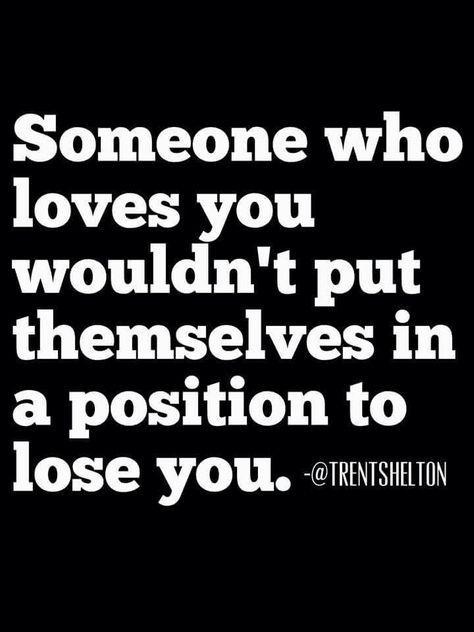 Someone who
loves you
wouldn't put
themselves in
a position to
lose you. -@TRENTSHELTON